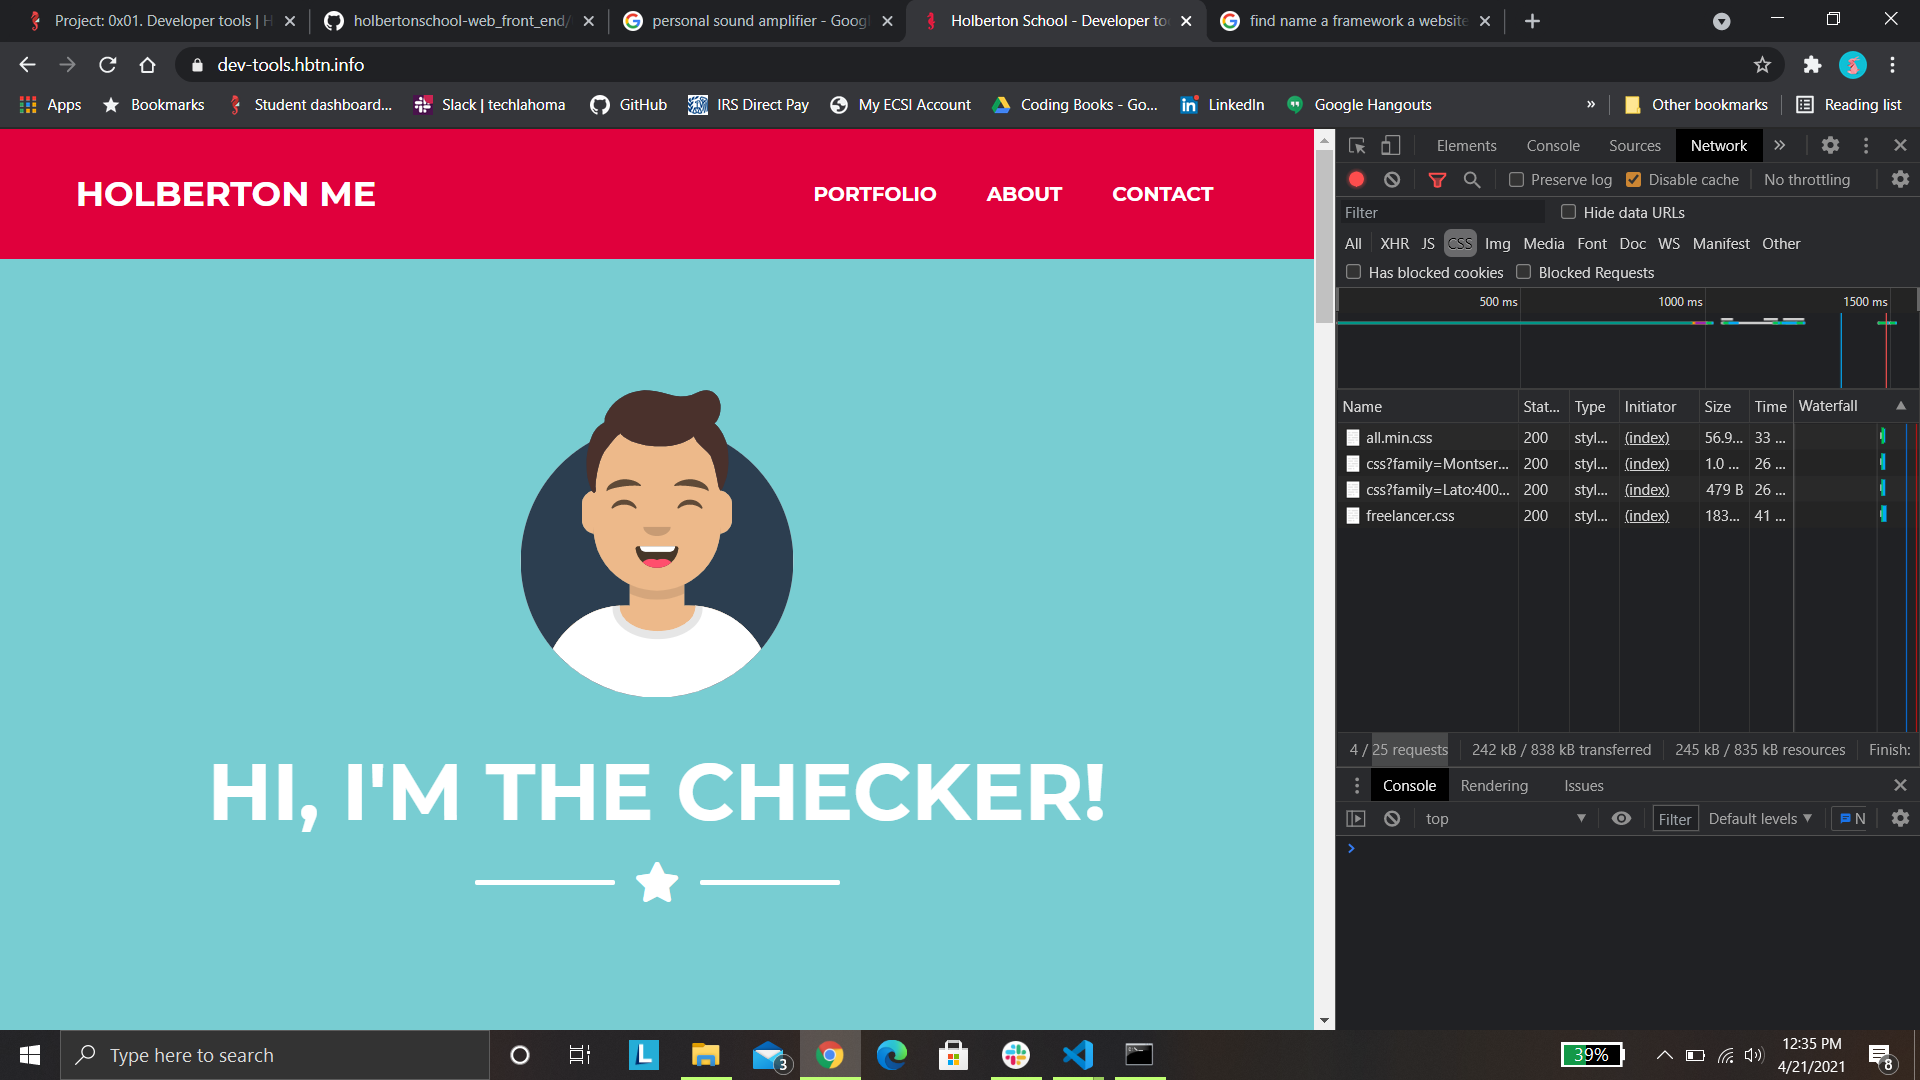 Project: 0x01. Developer tools | H
holbertonschool-web_front_end/
personal sound amplifier - Goog
Holberton School - Developer too
find name a framework a website
dev-tools.hbtn.info
Apps
Bookmarks
Student dashboard...
Slack | techlahoma
GitHub
IRS Direct Pay
My ECSI Account
Coding Books - Go...
LinkedIn
Google Hangouts
»
Other bookmarks
Reading list
HOLBERTON ME
PORTFOLIO
ABOUT
CONTACT
HI, I'M THE CHECKER!
Elements
Console
Sources
Network
»
Preserve log
Disable cache
No throttling
Filter
Hide data URLs
All
XHR
JS
CSS
Img
Media
Font
Doc
WS
Manifest
Other
Has blocked cookies
Blocked Requests
500 ms
1000 ms
1500 ms
Name
Stat...
Type
Initiator
Size
Time
Waterfall
all.min.css
200
styl...
(index)
56.9...
33 ...
css?family=Montser...
200
styl...
(index)
1.0 ...
26 ...
css?family=Lato:400...
200
styl...
(index)
479 B
26 ...
freelancer.css
200
styl...
(index)
183...
41 ...
4 / 25 requests
242 kB / 838 kB transferred
245 kB / 835 kB resources
Finish:
Console
Rendering
Issues
top
Filter
Default levels
N
Type here to search
L
3
39%
12:35 PM
4/21/2021
8